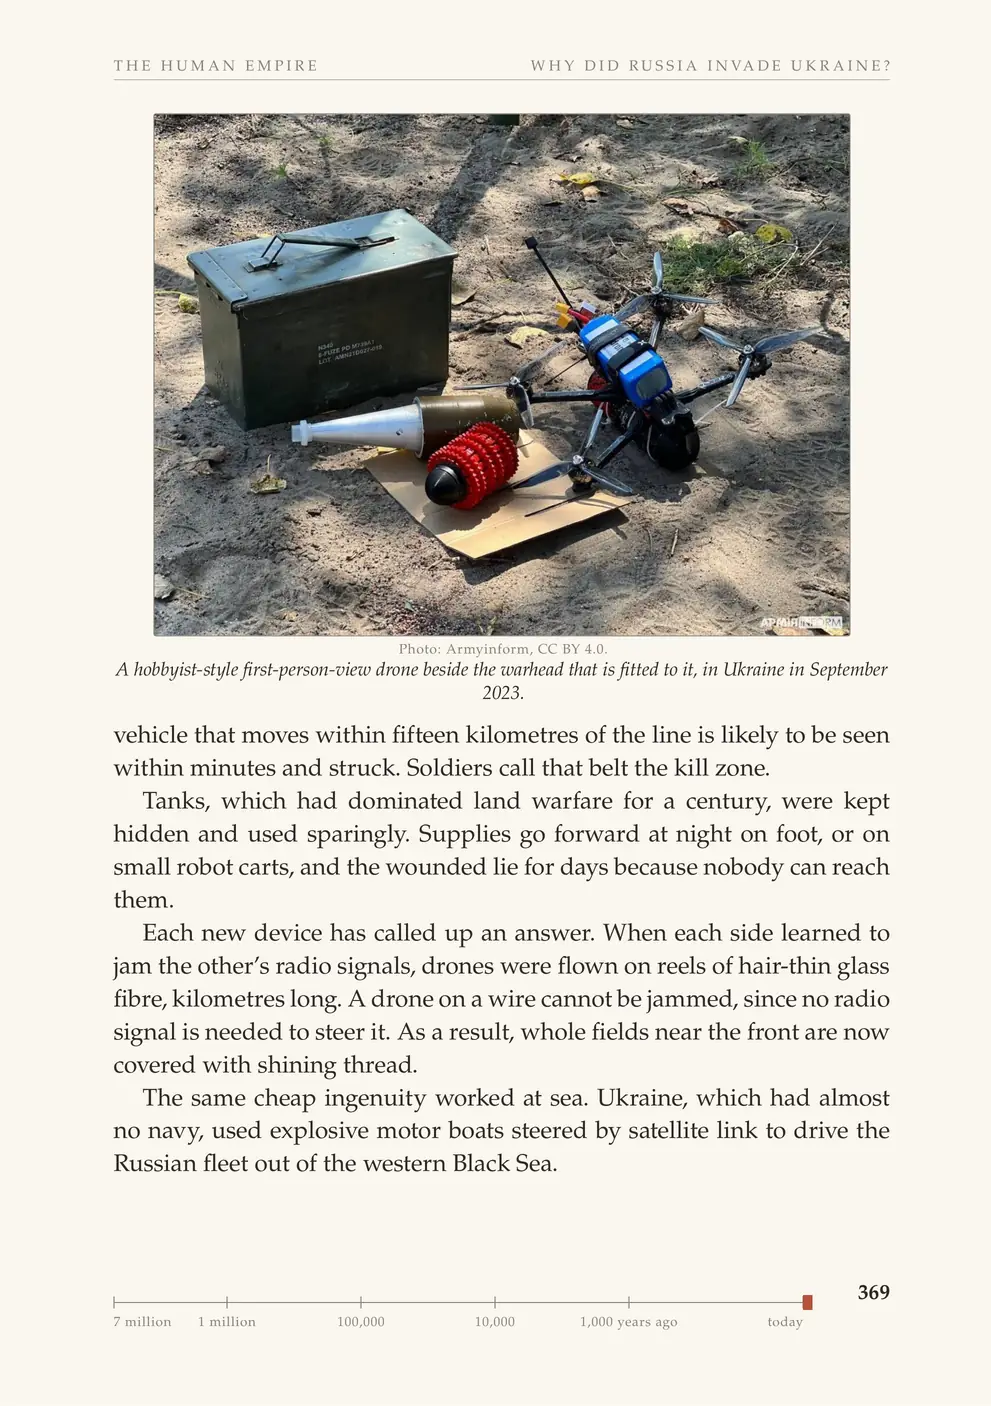 THE HUMAN EMPIRE
WHY DID RUSSIA INVADE UKRAINE?
N340
8-FUZE PD M739A1
АРМІЯINFORM
Photo: Armyinform, CC BY 4.0.
A hobbyist-style first-person-view drone beside the warhead that is fitted to it, in Ukraine in September
2023.
vehicle that moves within fifteen kilometres of the line is likely to be seen
within minutes and struck. Soldiers call that belt the kill zone.
Tanks, which had dominated land warfare for a century, were kept
hidden and used sparingly. Supplies go forward at night on foot, or on
small robot carts, and the wounded lie for days because nobody can reach
them.
Each new device has called up an answer. When each side learned to
jam the other’s radio signals, drones were flown on reels of hair-thin glass
fibre, kilometres long. A drone on a wire cannot be jammed, since no radio
signal is needed to steer it. As a result, whole fields near the front are now
covered with shining thread.
The same cheap ingenuity worked at sea. Ukraine, which had almost
no navy, used explosive motor boats steered by satellite link to drive the
Russian fleet out of the western Black Sea.
369
7 million 1 million 100,000 10,000 1,000 years ago today